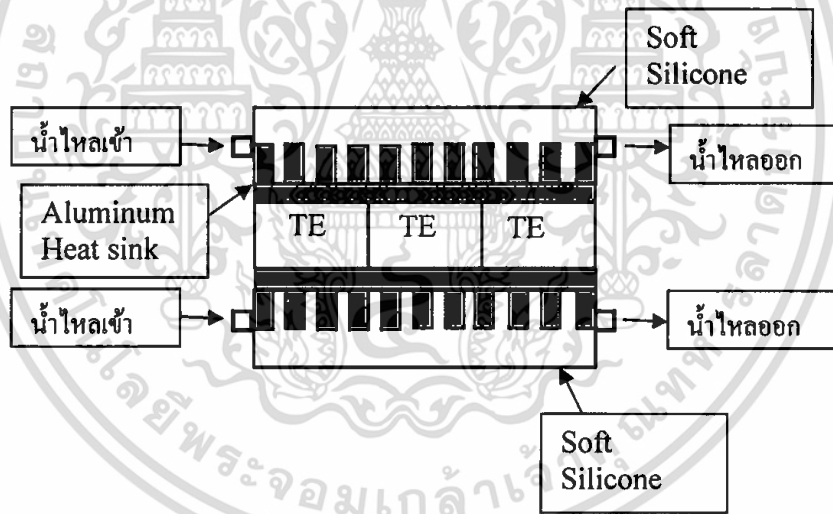 Soft
Silicone
น้ำไหลเข้า
น้ำไหลออก
Aluminum
Heat sink
TE
TE
TE
น้ำไหลเข้า
น้ำไหลออก
Soft
Silicone